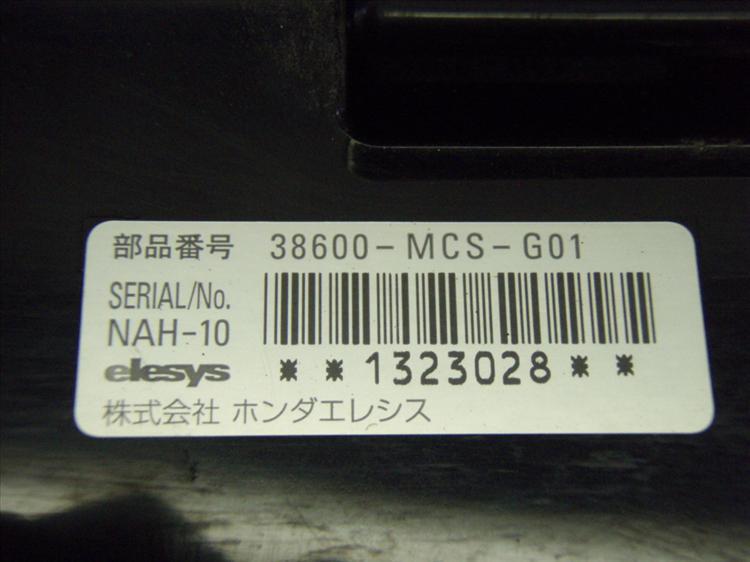 部品番号 38600-MCS-G01
SERIAL/No.
NAH-10
elesys **1323028**
株式会社 ホンダエレシス